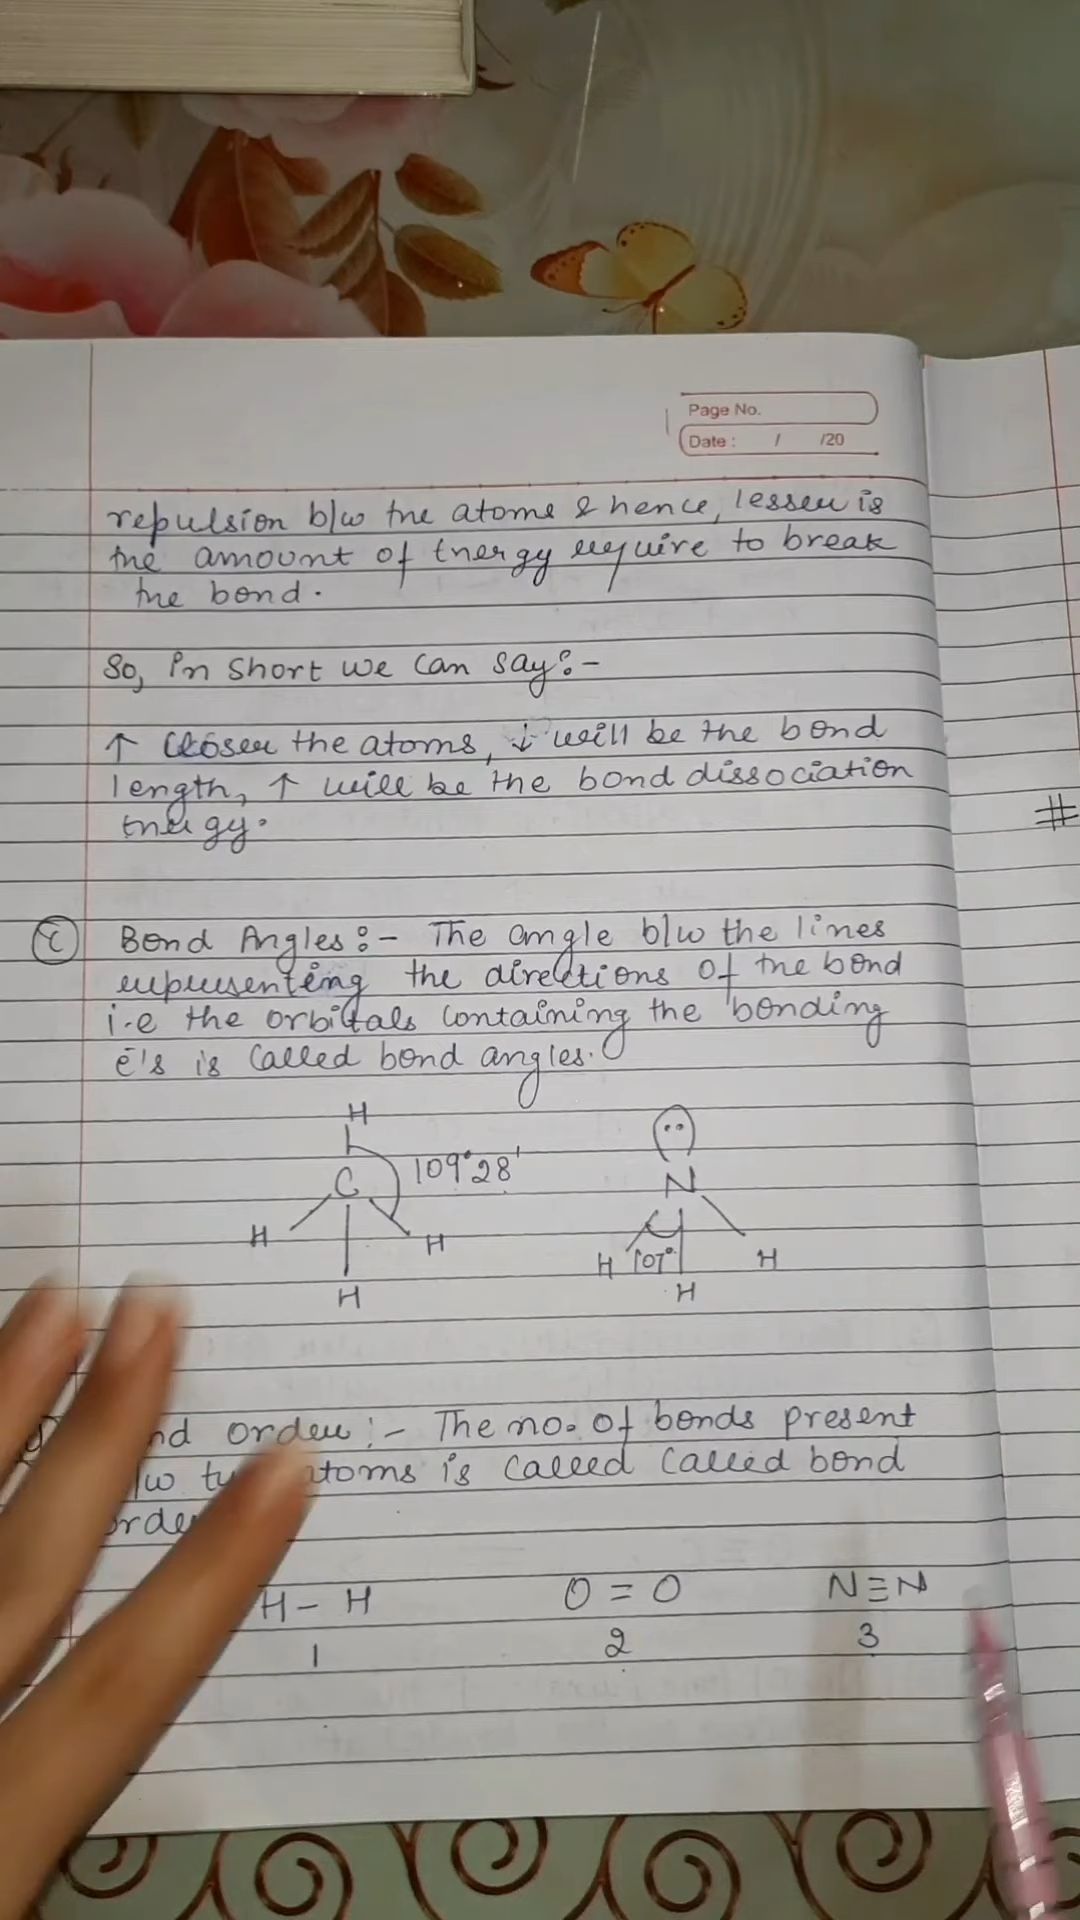 Page No.
Date : / /20
repulsion b/w the atoms & hence, lesser is
the amount of Energy require to break
the bond.
So, in short we can say:-
↑ Closer the atoms, ↓ will be the bond
length, ↑ will be the bond dissociation
Energy.
#
(C) Bond Angles:- The angle b/w the lines
representing the directions of the bond
i.e the orbitals containing the bonding
ē's is called bond angles.
H
C 109°28'
H H
H
N
H 107° H
H
order:- The no. of bonds present
atoms is called called bond
H - H O = O N≡N
1 2 3